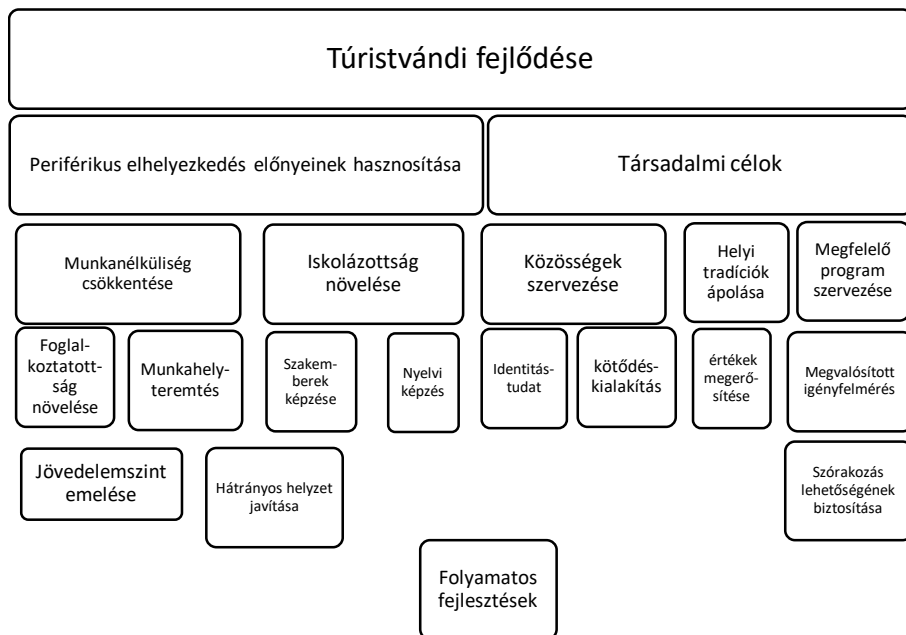 Túristvándi fejlődése
Periférikus elhelyezkedés előnyeinek hasznosítása
Társadalmi célok
Munkanélküliség
csökkentése
Iskolázottság
növelése
Közösségek
szervezése
Helyi
tradíciók
ápolása
Megfelelő
program
szervezése
Foglal-
koztatott-
ság
növelése
Munkahely-
teremtés
Szakem-
berek
képzése
Nyelvi
képzés
Identitás-
tudat
kötődés-
kialakítás
értékek
megerő-
sítése
Megvalósított
igényfelmérés
Jövedelemszint
emelése
Hátrányos helyzet
javítása
Szórakozás
lehetőségének
biztosítása
Folyamatos
fejlesztések